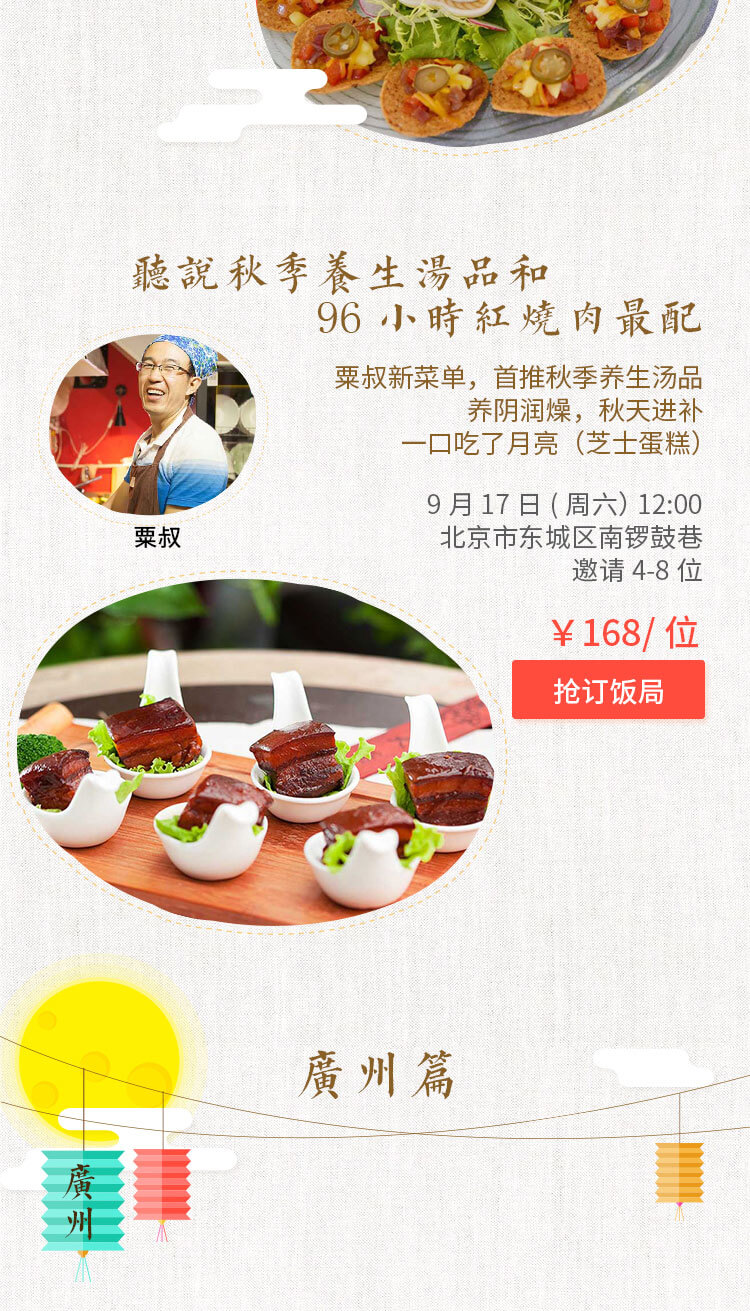 聽說秋季養生湯品和
96 小時紅燒肉最配
粟叔新菜单，首推秋季养生汤品
养阴润燥，秋天进补
一口吃了月亮（芝士蛋糕）
粟叔
9 月 17 日 ( 周六) 12:00
北京市东城区南锣鼓巷
邀请 4-8 位
￥168/ 位
抢订饭局
廣州篇
廣州